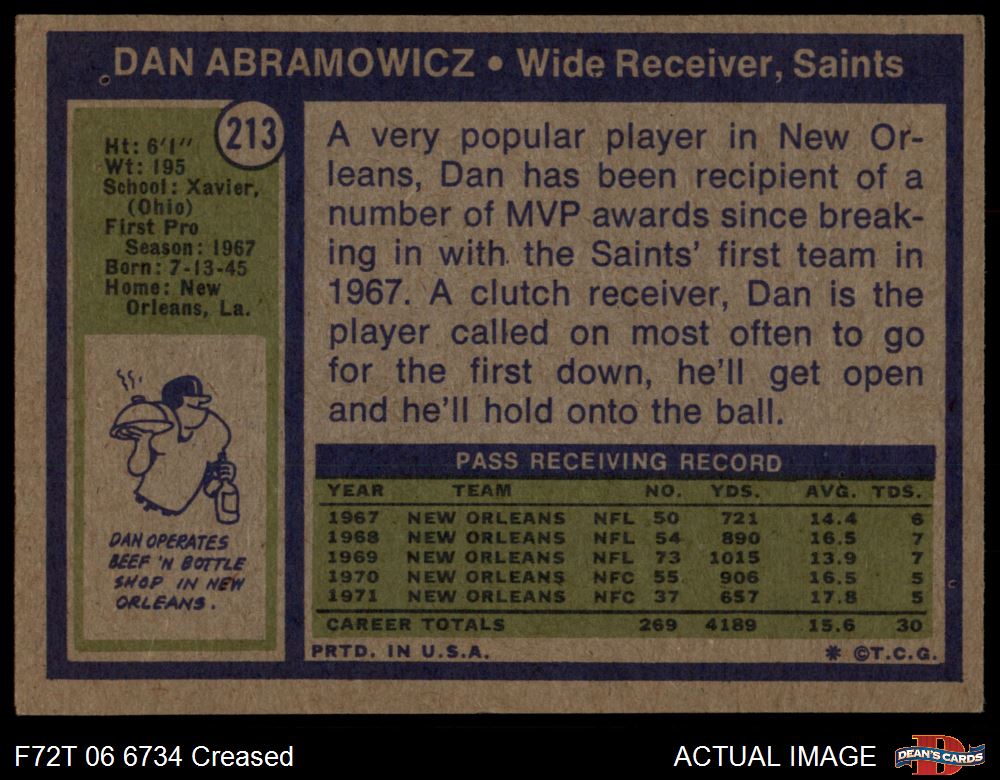 DAN ABRAMOWICZ • Wide Receiver, Saints
213
Ht: 6'1"
Wt: 195
School: Xavier,
(Ohio)
First Pro
Season: 1967
Born: 7-13-45
Home: New
Orleans, La.
DAN OPERATES
BEEF 'N BOTTLE
SHOP IN NEW
ORLEANS.
A very popular player in New Or-
leans, Dan has been recipient of a
number of MVP awards since break-
ing in with the Saints' first team in
1967. A clutch receiver, Dan is the
player called on most often to go
for the first down, he'll get open
and he'll hold onto the ball.
PASS RECEIVING RECORD
YEAR TEAM NO. YDS. AVG. TDS.
1967 NEW ORLEANS NFL 50 721 14.4 6
1968 NEW ORLEANS NFL 54 890 16.5 7
1969 NEW ORLEANS NFL 73 1015 13.9 7
1970 NEW ORLEANS NFC 55 906 16.5 5
1971 NEW ORLEANS NFC 37 657 17.8 5
CAREER TOTALS 269 4189 15.6 30
PRTD. IN U.S.A. * ©T.C.G.
F72T 06 6734 Creased
ACTUAL IMAGE
D
DEAN'S CARDS